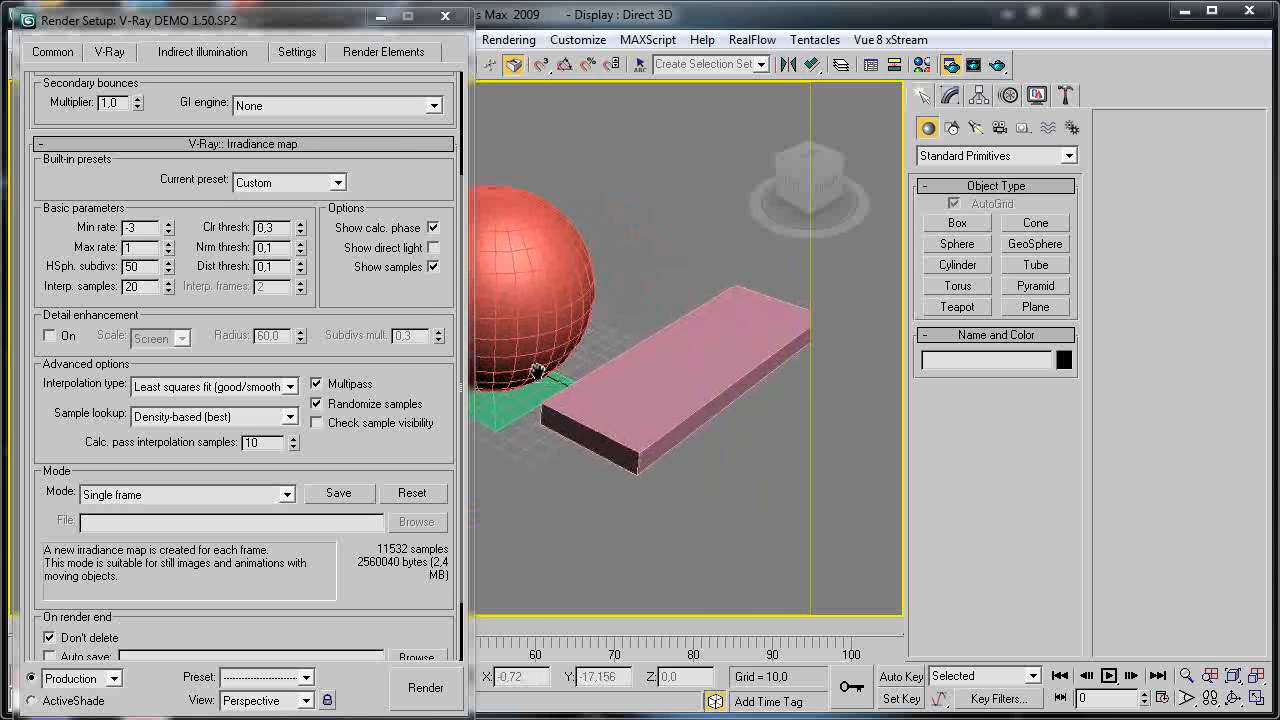 Render Setup: V-Ray DEMO 1.50.SP2
s Max 2009 - Display : Direct 3D
Common V-Ray Indirect illumination Settings Render Elements
Rendering Customize MAXScript Help RealFlow Tentacles Vue 8 xStream
ABC Create Selection Set
Secondary bounces
Multiplier: 1,0 GI engine: None
- V-Ray:: Irradiance map
Built-in presets
Current preset: Custom
Basic parameters
Min rate: -3 Clr thresh: 0,3
Max rate: 1 Nrm thresh: 0,1
HSph. subdivs: 50 Dist thresh: 0,1
Interp. samples: 20 Interp. frames: 2
Options
Show calc. phase
Show direct light
Show samples
Detail enhancement
On Scale: Screen Radius: 60,0 Subdivs mult. 0,3
Advanced options
Interpolation type: Least squares fit (good/smooth Multipass
Sample lookup: Density-based (best) Randomize samples
Check sample visibility
Calc. pass interpolation samples: 10
Mode
Mode: Single frame Save Reset
File: Browse
A new irradiance map is created for each frame.
This mode is suitable for still images and animations with
moving objects.
11532 samples
2560040 bytes (2,4
MB)
On render end
Don't delete
Auto save: Browse
Production Preset: -------------------
ActiveShade View: Perspective
Render
Standard Primitives
- Object Type
AutoGrid
Box Cone
Sphere GeoSphere
Cylinder Tube
Torus Pyramid
Teapot Plane
- Name and Color
60 70 80 90 100
X: -0,72 Y: -17,156 Z: 0,0 Grid = 10,0
Add Time Tag
Auto Key Selected
Set Key Key Filters... 0